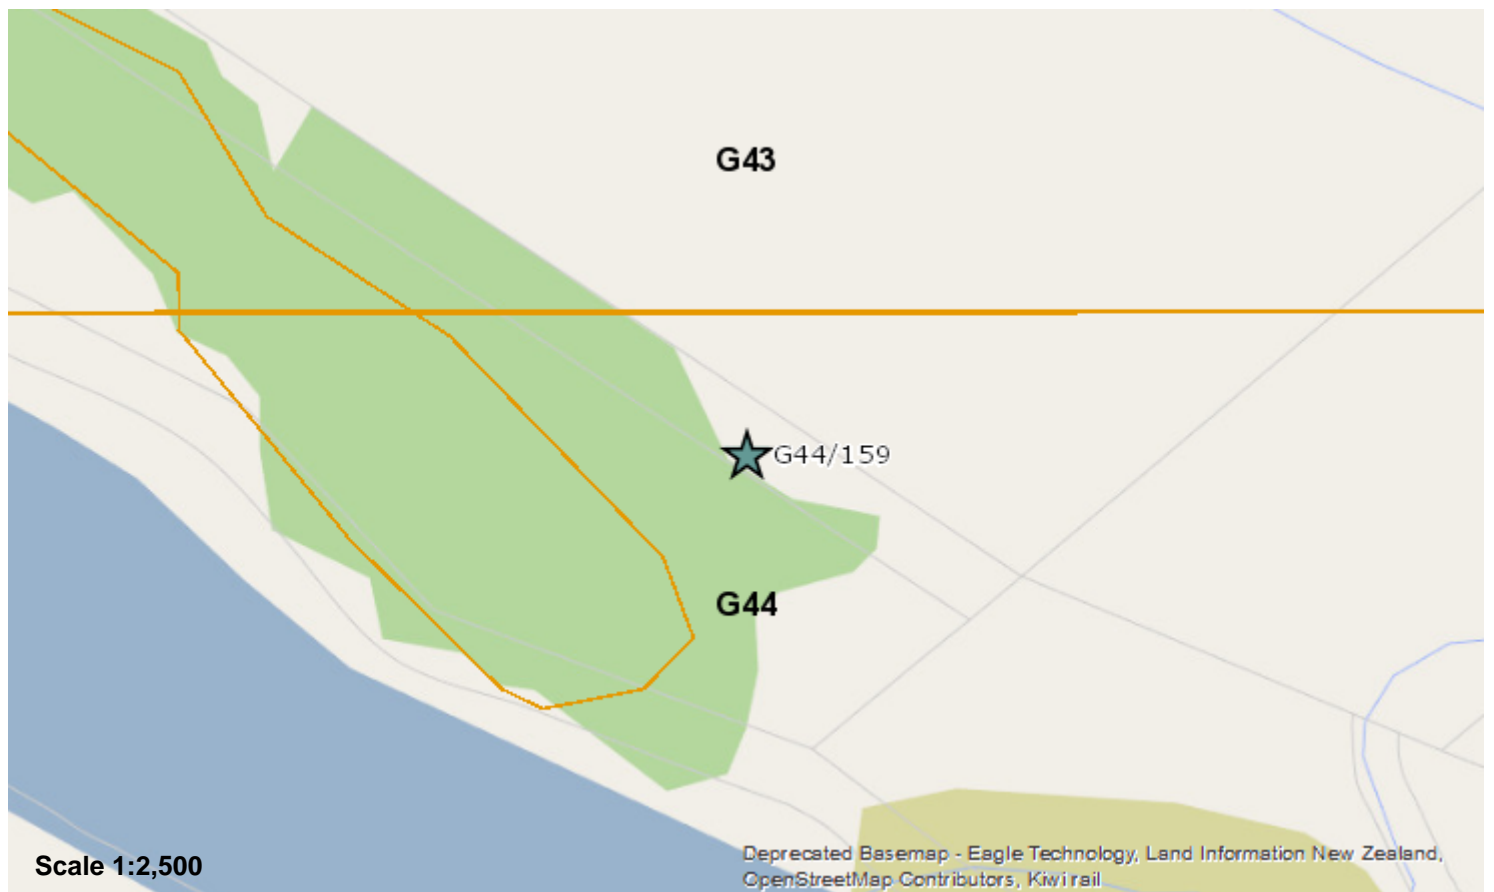 G43
G44/159
G44
Scale 1:2,500
Deprecated Basemap - Eagle Technology, Land Information New Zealand,
OpenStreetMap Contributors, Kiwirail